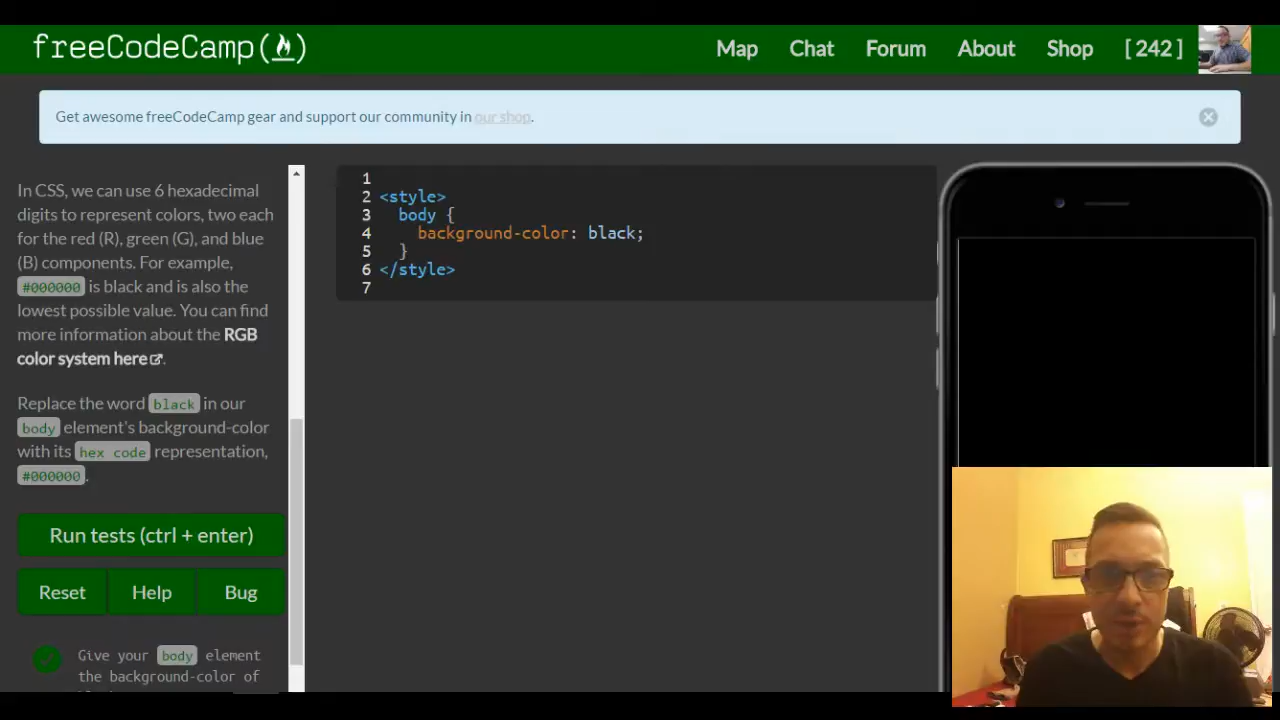 freeCodeCamp(🔥)
Map Chat Forum About Shop [ 242 ]
Get awesome freeCodeCamp gear and support our community in our shop.
In CSS, we can use 6 hexadecimal
digits to represent colors, two each
for the red (R), green (G), and blue
(B) components. For example,
#000000 is black and is also the
lowest possible value. You can find
more information about the RGB
color system here.
Replace the word black in our
body element's background-color
with its hex code representation,
#000000.
Run tests (ctrl + enter)
Reset Help Bug
Give your body element
the background-color of
1
2 <style>
3 body {
4 background-color: black;
5 }
6 </style>
7